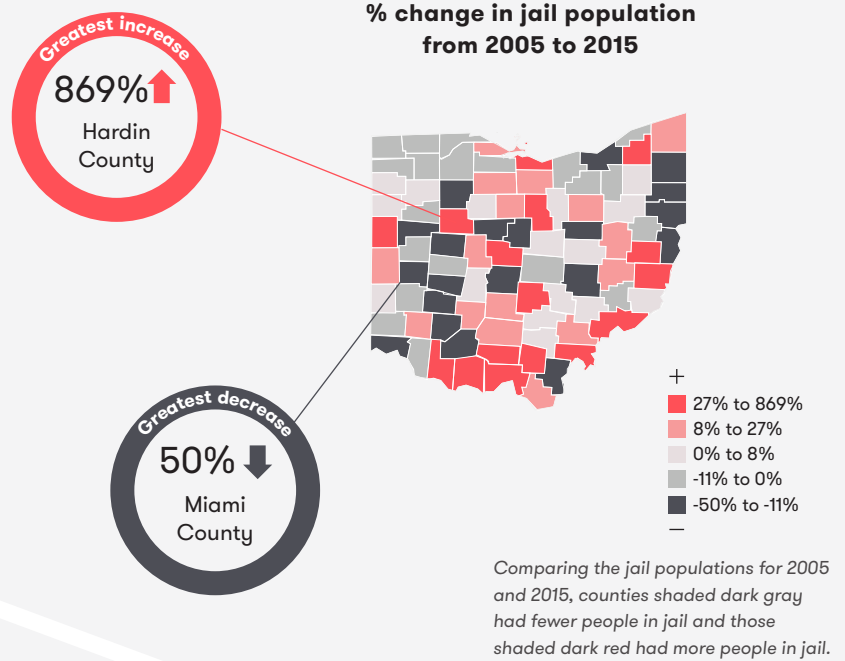 % change in jail population
from 2005 to 2015
Greatest increase
869%
Hardin
County
Greatest decrease
50%
Miami
County
+
27% to 869%
8% to 27%
0% to 8%
-11% to 0%
-50% to -11%
—
Comparing the jail populations for 2005
and 2015, counties shaded dark gray
had fewer people in jail and those
shaded dark red had more people in jail.